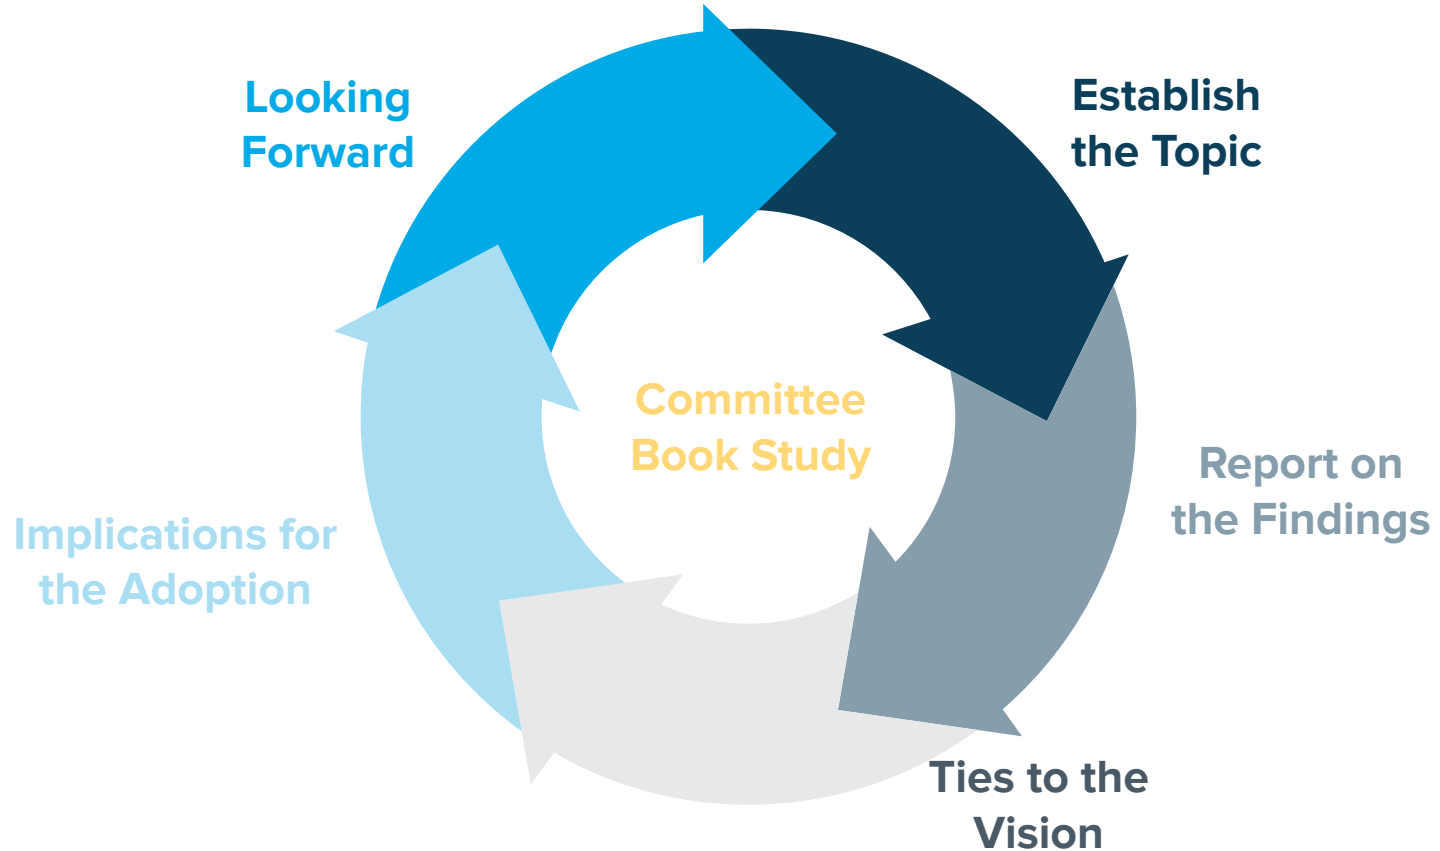 Looking
Forward
Establish
the Topic
Committee
Book Study
Report on
the Findings
Implications for
the Adoption
Ties to the
Vision